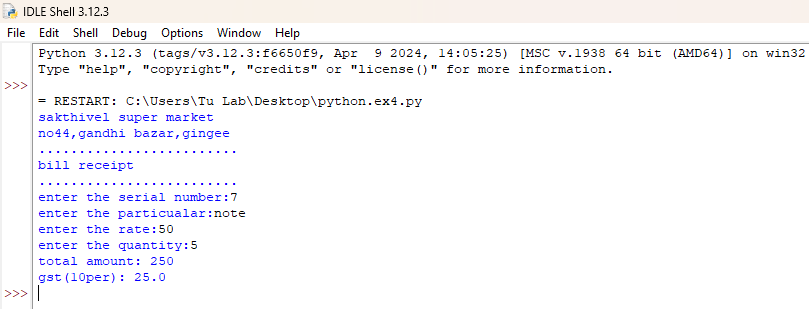 IDLE Shell 3.12.3
File Edit Shell Debug Options Window Help
Python 3.12.3 (tags/v3.12.3:f6650f9, Apr  9 2024, 14:05:25) [MSC v.1938 64 bit (AMD64)] on win32
Type "help", "copyright", "credits" or "license()" for more information.
>>>
= RESTART: C:\Users\Tu Lab\Desktop\python.ex4.py
sakthivel super market
no44,gandhi bazar,gingee
.........................
bill receipt
.........................
enter the serial number:7
enter the particualar:note
enter the rate:50
enter the quantity:5
total amount: 250
gst(10per): 25.0
>>>